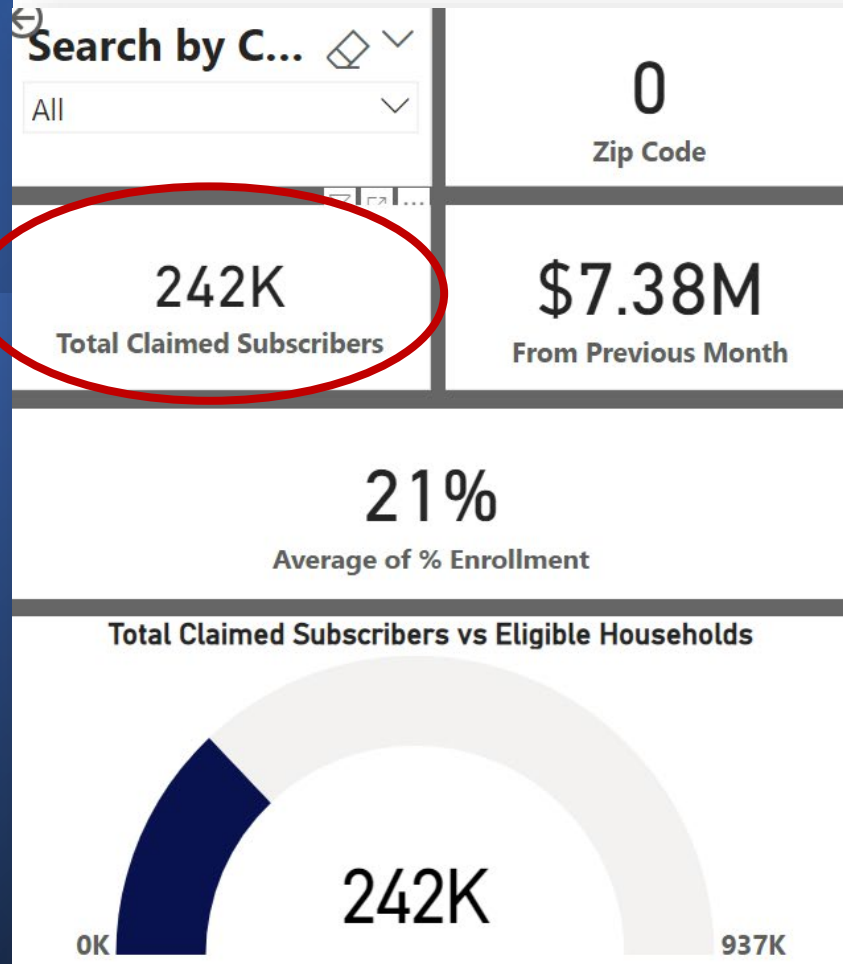 Search by C...
All
0
Zip Code
242K
Total Claimed Subscribers
$7.38M
From Previous Month
21%
Average of % Enrollment
Total Claimed Subscribers vs Eligible Households
242K
0K
937K